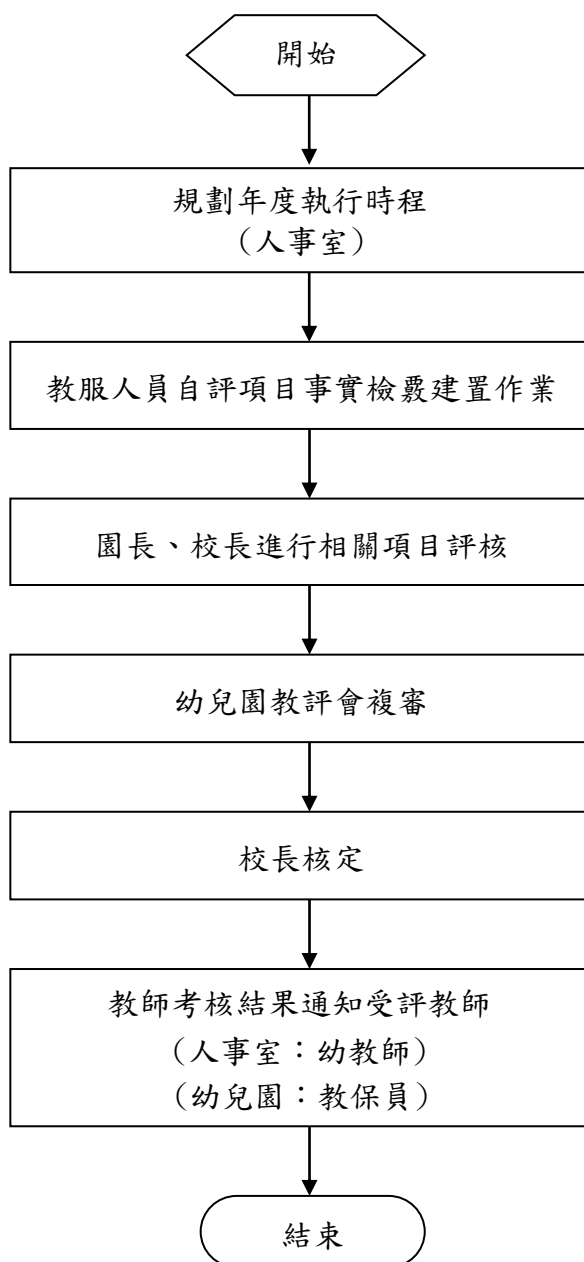 開始
規劃年度執行時程
（人事室）
教服人員自評項目事實檢覈建置作業
園長、校長進行相關項目評核
幼兒園教評會複審
校長核定
教師考核結果通知受評教師
（人事室：幼教師）
（幼兒園：教保員）
結束